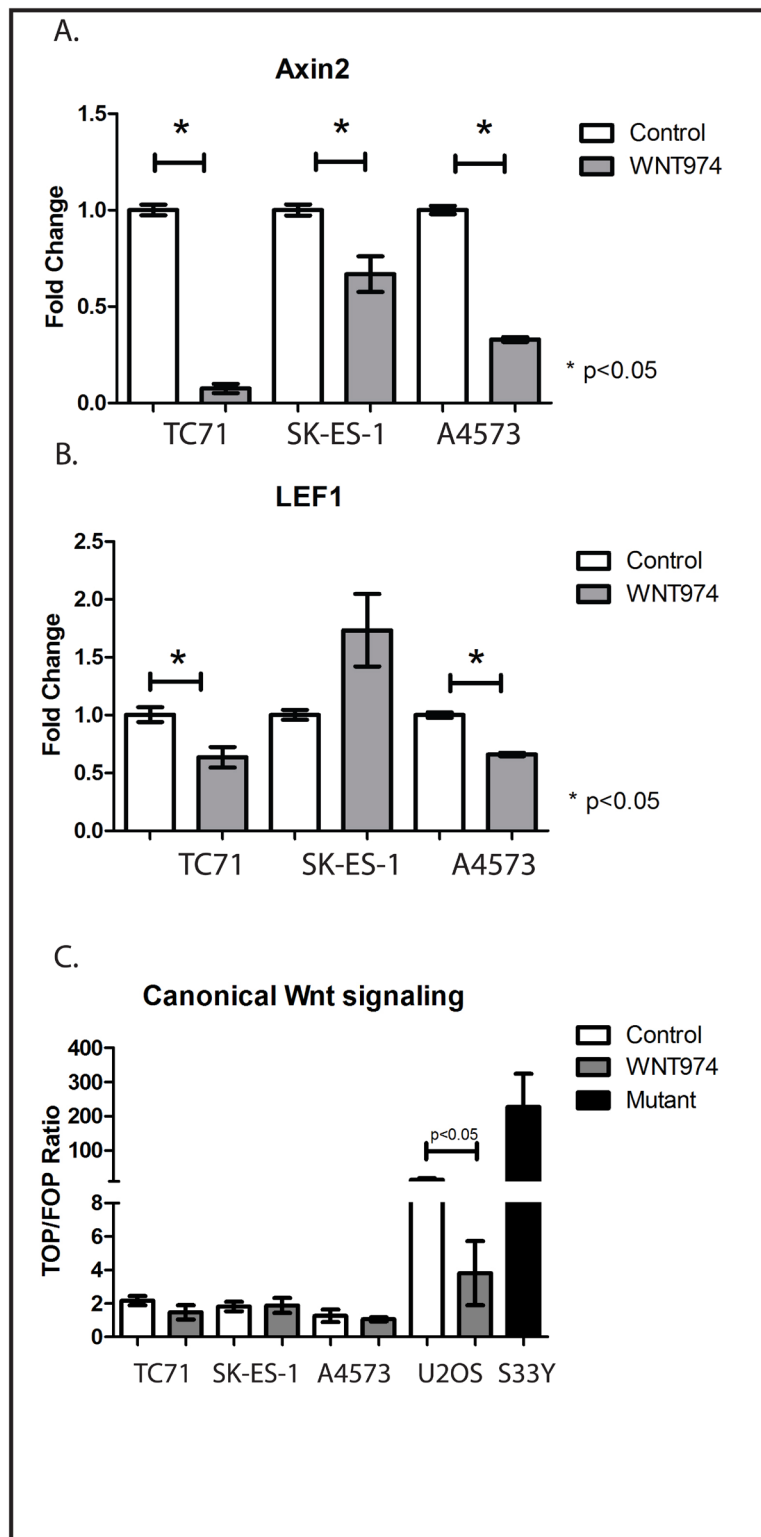 A.
Axin2
Fold Change
1.5
1.0
0.5
0.0
* * *
Control
WNT974
* p<0.05
TC71 SK-ES-1 A4573
B.
LEF1
Fold Change
2.5
2.0
1.5
1.0
0.5
0.0
* *
Control
WNT974
* p<0.05
TC71 SK-ES-1 A4573
C.
Canonical Wnt signaling
TOP/FOP Ratio
400
300
200
100
8
6
4
2
0
p<0.05
Control
WNT974
Mutant
TC71 SK-ES-1 A4573 U2OS S33Y